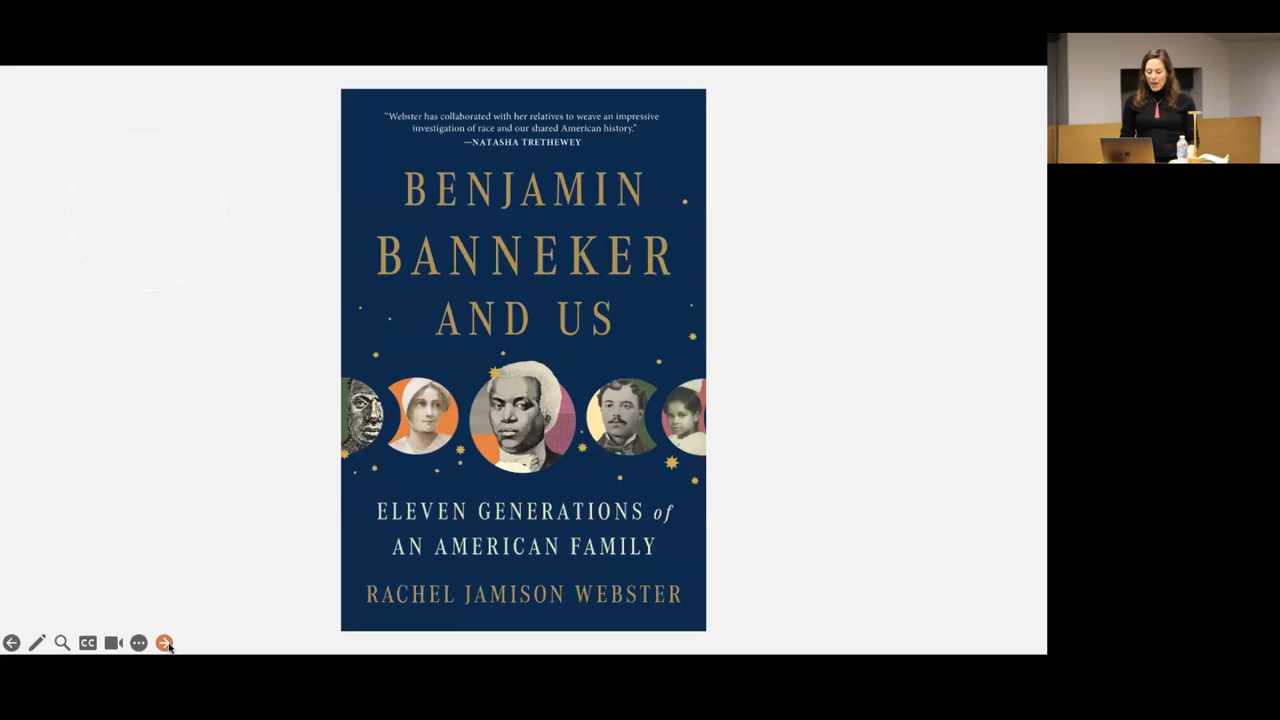 “Webster has collaborated with her relatives to weave an impressive
investigation of race and our shared American history.”
—NATASHA TRETHEWEY
BENJAMIN
BANNEKER
AND US
ELEVEN GENERATIONS of
AN AMERICAN FAMILY
RACHEL JAMISON WEBSTER
CC